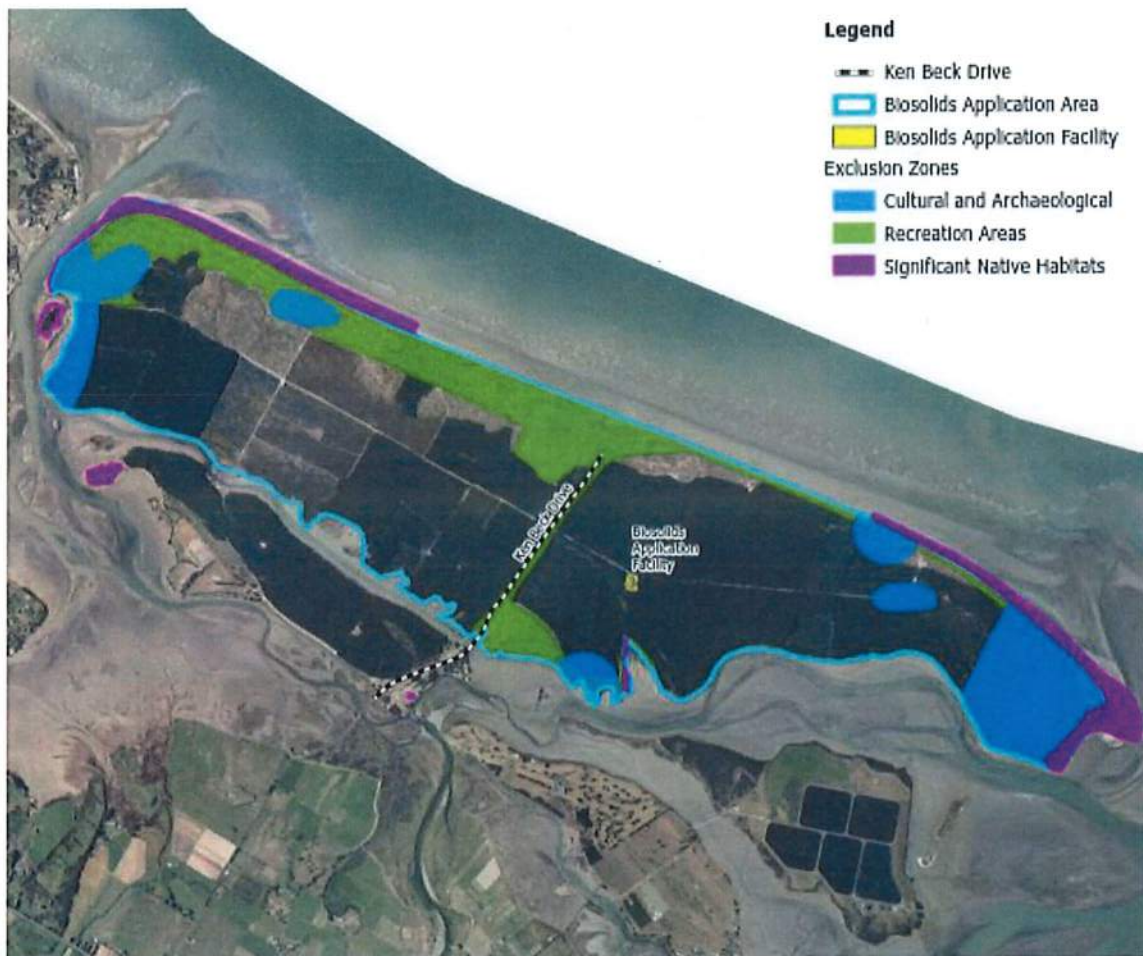 Legend
Ken Beck Drive
Biosolids Application Area
Biosolids Application Facility
Exclusion Zones
Cultural and Archaeological
Recreation Areas
Significant Native Habitats
Ken Beck Drive
Biosolids
Application
Facility